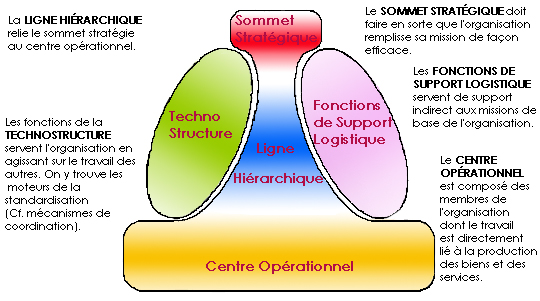 La LIGNE HIÉRARCHIQUE
relie le sommet stratégie
au centre opérationnel.
Sommet
Stratégique
Le SOMMET STRATÉGIQUE doit
faire en sorte que l'organisation
remplisse sa mission de façon
efficace.
Les FONCTIONS DE
SUPPORT LOGISTIQUE
servent de support
indirect aux missions de
base de l'organisation.
Les fonctions de la
TECHNOSTRUCTURE
servent l'organisation en
agissant sur le travail des
autres. On y trouve les
moteurs de la
standardisation
(Cf. mécanismes de
coordination).
Techno
Structure
Fonctions
de Support
Logistique
Ligne
Hiérarchique
Le CENTRE
OPÉRATIONNEL
est composé des
membres de
l'organisation
dont le travail
est directement
lié à la production
des biens et des
services.
Centre Opérationnel